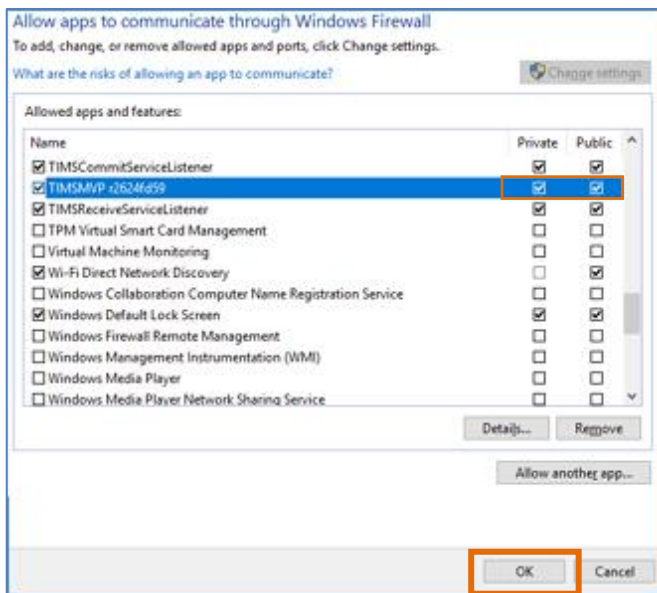 Allow apps to communicate through Windows Firewall
To add, change, or remove allowed apps and ports, click Change settings.
What are the risks of allowing an app to communicate?
Change settings
Allowed apps and features:
Name Private Public
TIMSCommitServiceListener
TIMSMVP r2624fd59
TIMSReceiveServiceListener
TPM Virtual Smart Card Management
Virtual Machine Monitoring
Wi-Fi Direct Network Discovery
Windows Collaboration Computer Name Registration Service
Windows Default Lock Screen
Windows Firewall Remote Management
Windows Management Instrumentation (WMI)
Windows Media Player
Windows Media Player Network Sharing Service
Details... Remove
Allow another app...
OK Cancel